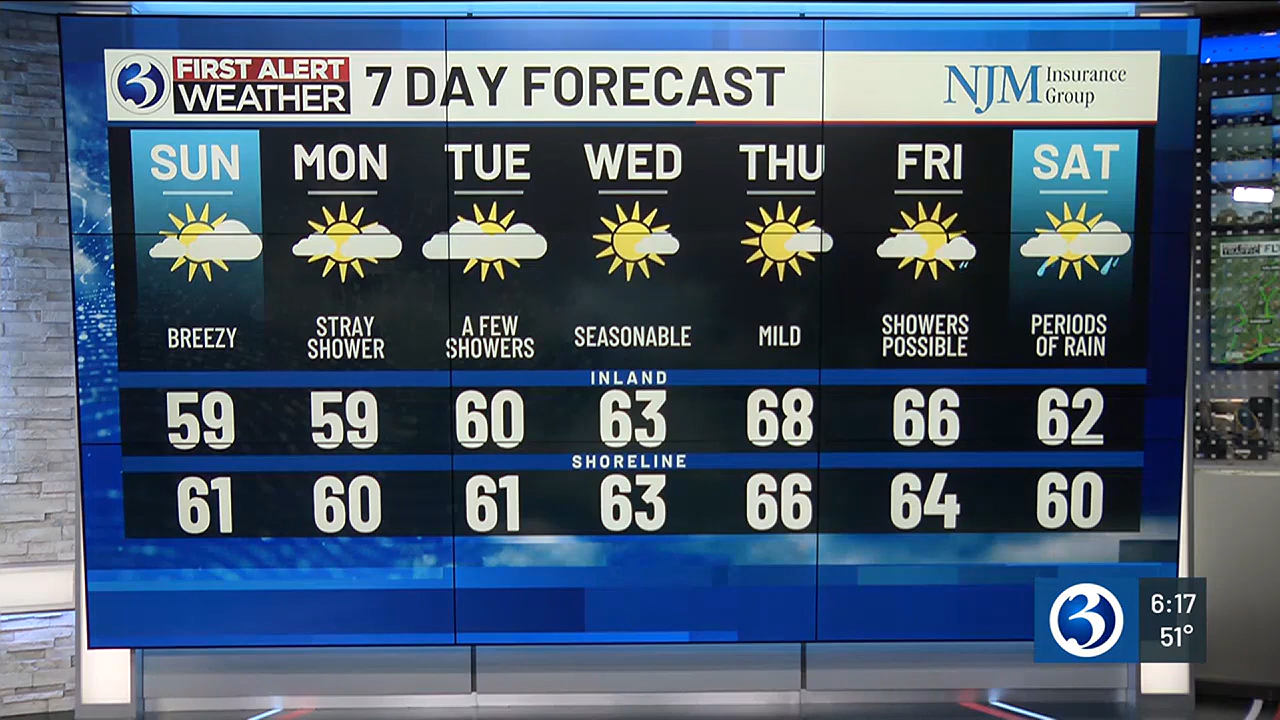 3 FIRST ALERT WEATHER 7 DAY FORECAST NJM Insurance Group
SUN MON TUE WED THU FRI SAT
BREEZY STRAY SHOWER A FEW SHOWERS SEASONABLE MILD SHOWERS POSSIBLE PERIODS OF RAIN
INLAND
59 59 60 63 68 66 62
SHORELINE
61 60 61 63 66 64 60
3 6:17
51°